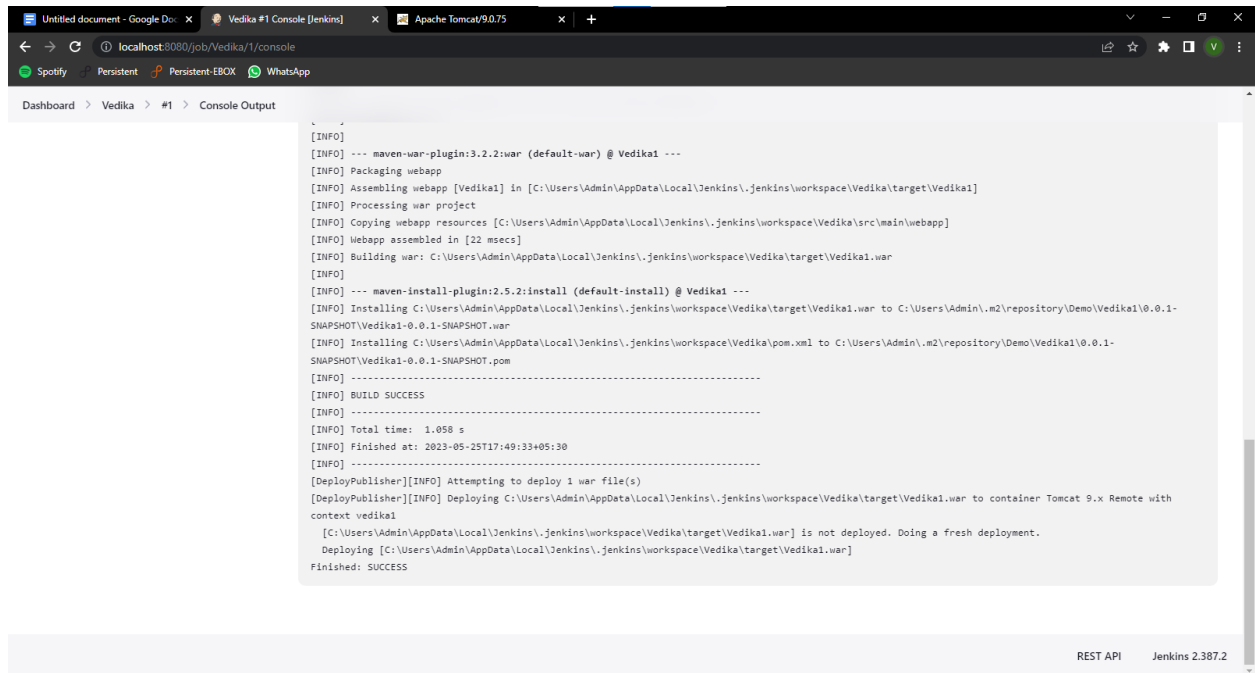 Untitled document - Google Doc
Vedika #1 Console [Jenkins]
Apache Tomcat/9.0.75
localhost:8080/job/Vedika/1/console
V
Spotify
Persistent
Persistent-EBOX
WhatsApp
Dashboard > Vedika > #1 > Console Output
[INFO]
[INFO] --- maven-war-plugin:3.2.2:war (default-war) @ Vedika1 ---
[INFO] Packaging webapp
[INFO] Assembling webapp [Vedika1] in [C:\Users\Admin\AppData\Local\Jenkins\.jenkins\workspace\Vedika\target\Vedika1]
[INFO] Processing war project
[INFO] Copying webapp resources [C:\Users\Admin\AppData\Local\Jenkins\.jenkins\workspace\Vedika\src\main\webapp]
[INFO] Webapp assembled in [22 msecs]
[INFO] Building war: C:\Users\Admin\AppData\Local\Jenkins\.jenkins\workspace\Vedika\target\Vedika1.war
[INFO]
[INFO] --- maven-install-plugin:2.5.2:install (default-install) @ Vedika1 ---
[INFO] Installing C:\Users\Admin\AppData\Local\Jenkins\.jenkins\workspace\Vedika\target\Vedika1.war to C:\Users\Admin\.m2\repository\Demo\Vedika1\0.0.1-
SNAPSHOT\Vedika1-0.0.1-SNAPSHOT.war
[INFO] Installing C:\Users\Admin\AppData\Local\Jenkins\.jenkins\workspace\Vedika\pom.xml to C:\Users\Admin\.m2\repository\Demo\Vedika1\0.0.1-
SNAPSHOT\Vedika1-0.0.1-SNAPSHOT.pom
[INFO] ------------------------------------------------------------------------
[INFO] BUILD SUCCESS
[INFO] ------------------------------------------------------------------------
[INFO] Total time:  1.058 s
[INFO] Finished at: 2023-05-25T17:49:33+05:30
[INFO] ------------------------------------------------------------------------
[DeployPublisher][INFO] Attempting to deploy 1 war file(s)
[DeployPublisher][INFO] Deploying C:\Users\Admin\AppData\Local\Jenkins\.jenkins\workspace\Vedika\target\Vedika1.war to container Tomcat 9.x Remote with
context vedika1
[C:\Users\Admin\AppData\Local\Jenkins\.jenkins\workspace\Vedika\target\Vedika1.war] is not deployed. Doing a fresh deployment.
Deploying [C:\Users\Admin\AppData\Local\Jenkins\.jenkins\workspace\Vedika\target\Vedika1.war]
Finished: SUCCESS
REST API
Jenkins 2.387.2